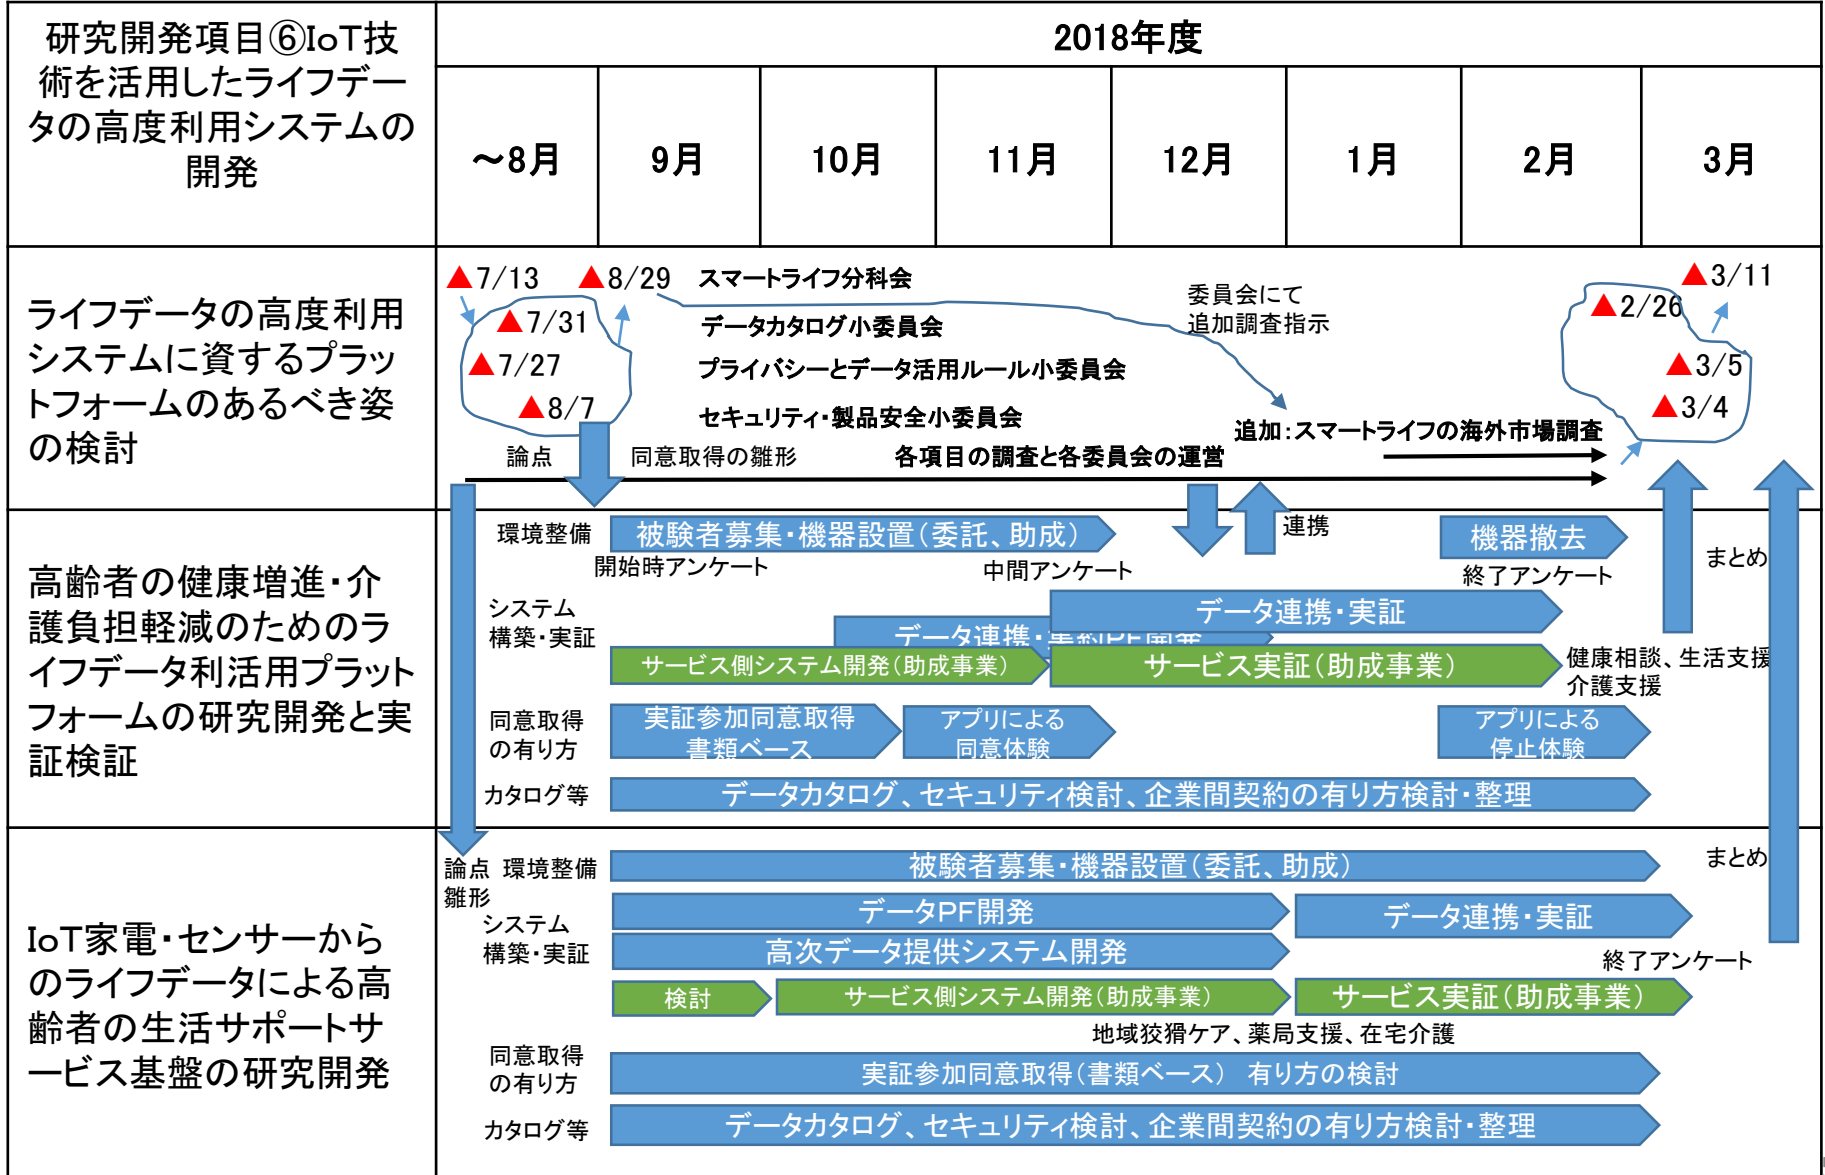 研究開発項目⑥IoT技
術を活用したライフデー
タの高度利用システムの
開発
2018年度
～8月
9月
10月
11月
12月
1月
2月
3月
ライフデータの高度利用
システムに資するプラッ
トフォームのあるべき姿
の検討
▲7/13
▲8/29
スマートライフ分科会
▲7/31
データカタログ小委員会
▲7/27
プライバシーとデータ活用ルール小委員会
▲8/7
セキュリティ・製品安全小委員会
委員会にて
追加調査指示
▲3/11
▲2/26
▲3/5
▲3/4
追加：スマートライフの海外市場調査
論点
同意取得の雛形
各項目の調査と各委員会の運営
高齢者の健康増進・介
護負担軽減のためのラ
イフデータ利活用プラット
フォームの研究開発と実
証検証
環境整備
被験者募集・機器設置（委託、助成）
連携
機器撤去
まとめ
開始時アンケート
中間アンケート
終了アンケート
システム
構築・実証
データ連携・実証
データ連携・集約PF開発
サービス側システム開発（助成事業）
サービス実証（助成事業）
健康相談、生活支援
介護支援
同意取得
の有り方
実証参加同意取得
書類ベース
アプリによる
同意体験
アプリによる
停止体験
カタログ等
データカタログ、セキュリティ検討、企業間契約の有り方検討・整理
IoT家電・センサーから
のライフデータによる高
齢者の生活サポートサ
ービス基盤の研究開発
論点
雛形
環境整備
被験者募集・機器設置（委託、助成）
まとめ
システム
構築・実証
データPF開発
データ連携・実証
高次データ提供システム開発
終了アンケート
検討
サービス側システム開発（助成事業）
サービス実証（助成事業）
地域狡猾ケア、薬局支援、在宅介護
同意取得
の有り方
実証参加同意取得（書類ベース） 有り方の検討
カタログ等
データカタログ、セキュリティ検討、企業間契約の有り方検討・整理